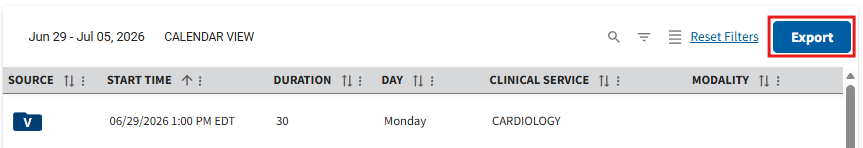 Jun 29 - Jul 05, 2026 CALENDAR VIEW Reset Filters Export
SOURCE START TIME DURATION DAY CLINICAL SERVICE MODALITY
V 06/29/2026 1:00 PM EDT 30 Monday CARDIOLOGY